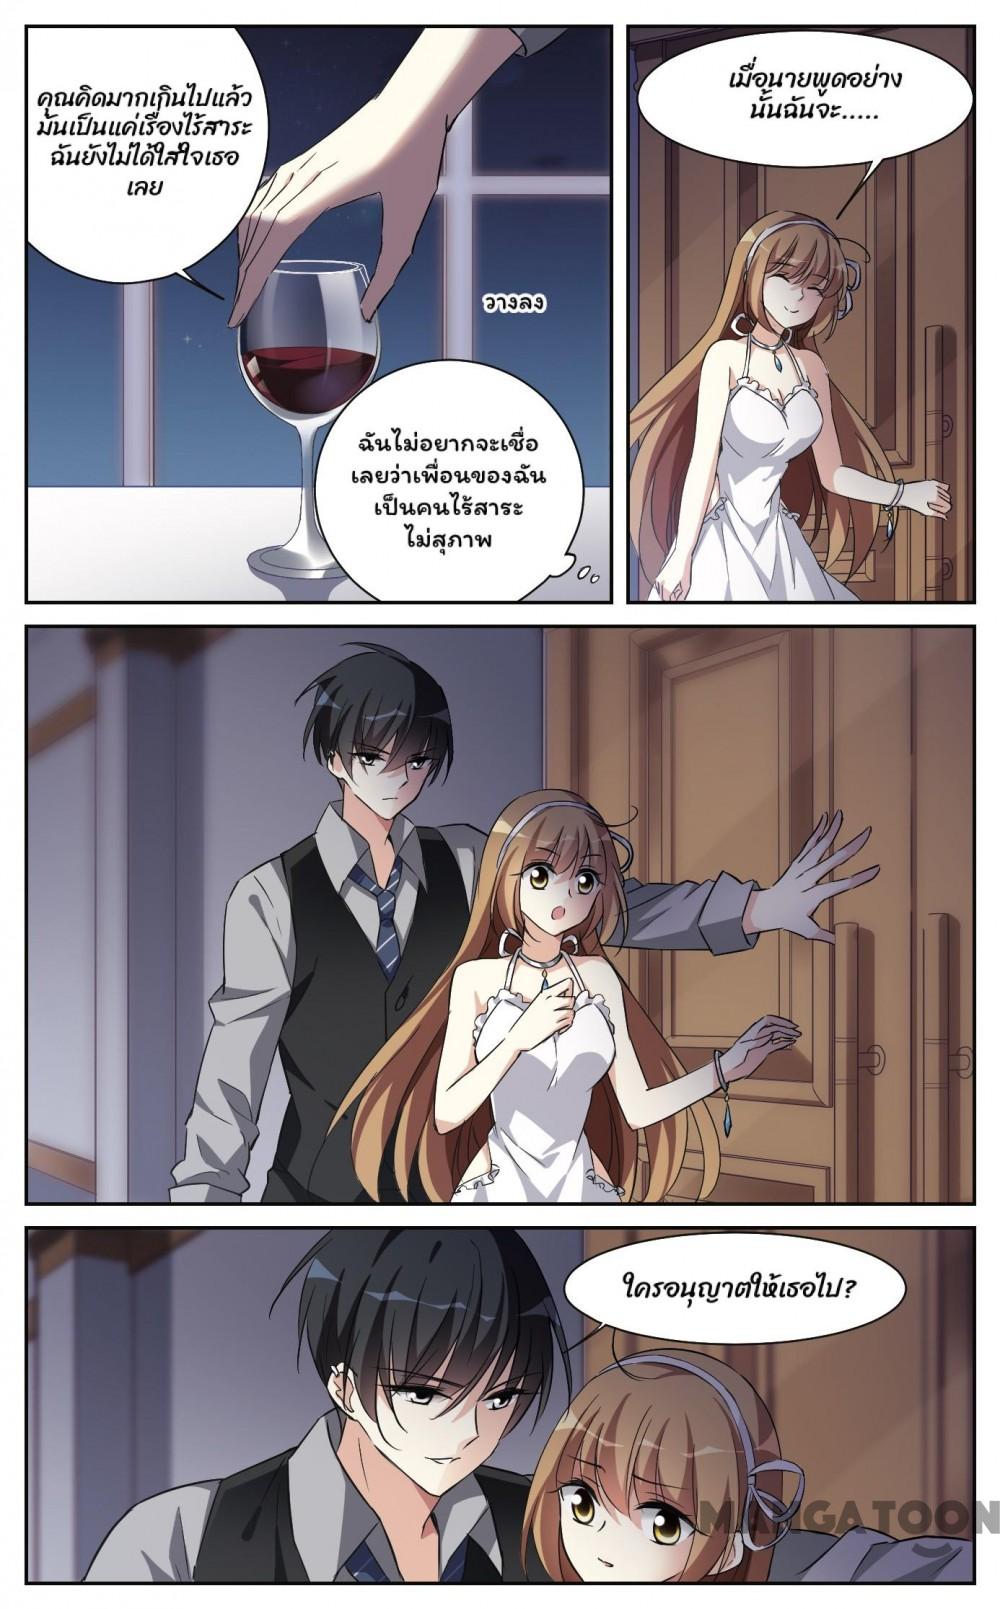 คุณคิดมากเกินไปแล้ว
มันเป็นแค่เรื่องไร้สาระ
ฉันยังไม่ได้ใส่ใจเธอ
เลย
วางลง
ฉันไม่อยากจะเชื่อ
เลยว่าเพื่อนของฉัน
เป็นคนไร้สาระ
ไม่สุภาพ
เมื่อนายพูดอย่าง
นั้นฉันจะ.....
ใครอนุญาตให้เธอไป?
MANGATOON